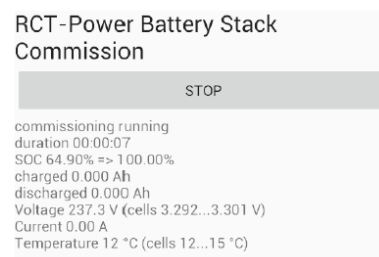 RCT-Power Battery Stack
Commission
STOP
commissioning running
duration 00:00:07
SOC 64.90% => 100.00%
charged 0.000 Ah
discharged 0.000 Ah
Voltage 237.3 V (cells 3.292...3.301 V)
Current 0.00 A
Temperature 12 °C (cells 12...15 °C)